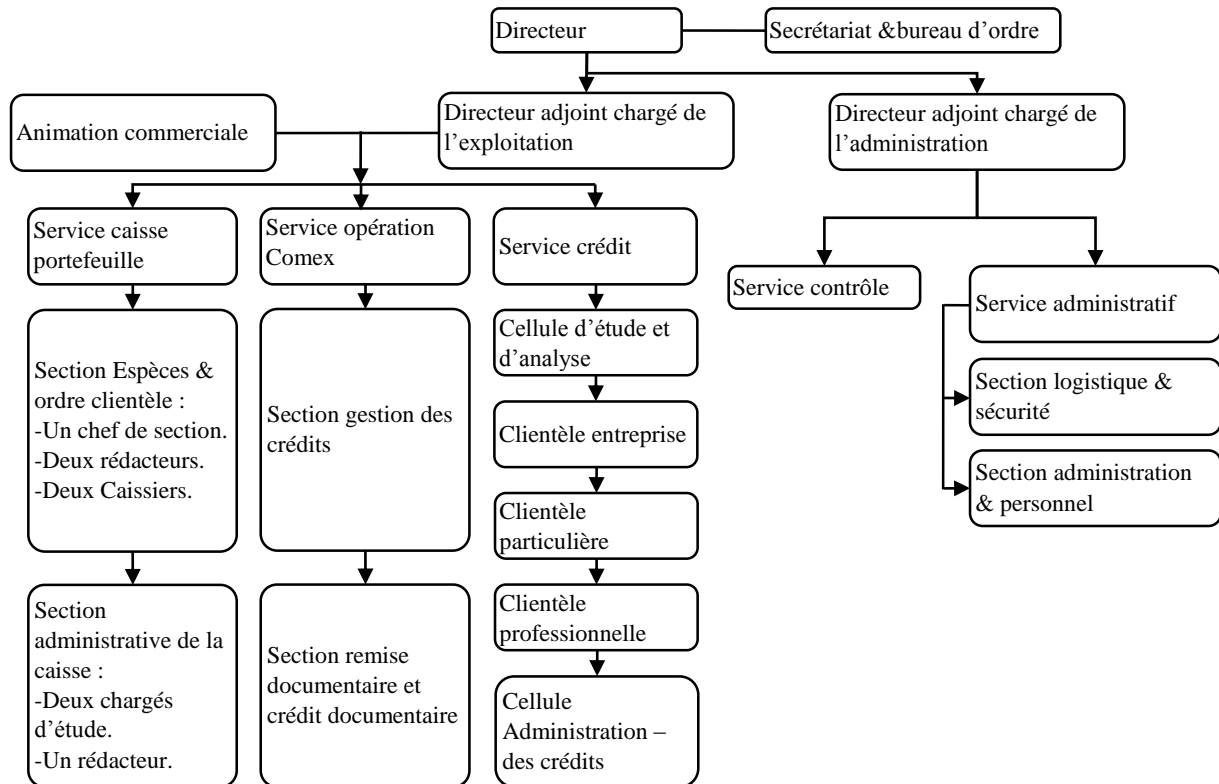 Directeur
Secrétariat &bureau d’ordre
Animation commerciale
Directeur adjoint chargé de
l’exploitation
Directeur adjoint chargé de
l’administration
Service caisse
portefeuille
Service opération
Comex
Service crédit
Service contrôle
Service administratif
Section Espèces &
ordre clientèle :
-Un chef de section.
-Deux rédacteurs.
-Deux Caissiers.
Section gestion des
crédits
Cellule d’étude et
d’analyse
Clientèle entreprise
Clientèle
particulière
Clientèle
professionnelle
Section logistique &
sécurité
Section administration
& personnel
Section
administrative de la
caisse :
-Deux chargés
d’étude.
-Un rédacteur.
Section remise
documentaire et
crédit documentaire
Cellule
Administration –
des crédits